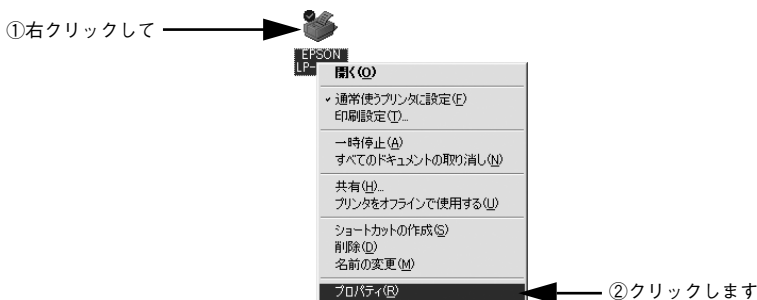 ①右クリックして
EPSON
LP-
開く(O)
通常使うプリンタに設定(F)
印刷設定(T)...
一時停止(A)
すべてのドキュメントの取り消し(N)
共有(H)...
プリンタをオフラインで使用する(U)
ショートカットの作成(S)
削除(D)
名前の変更(M)
プロパティ(R)
②クリックします